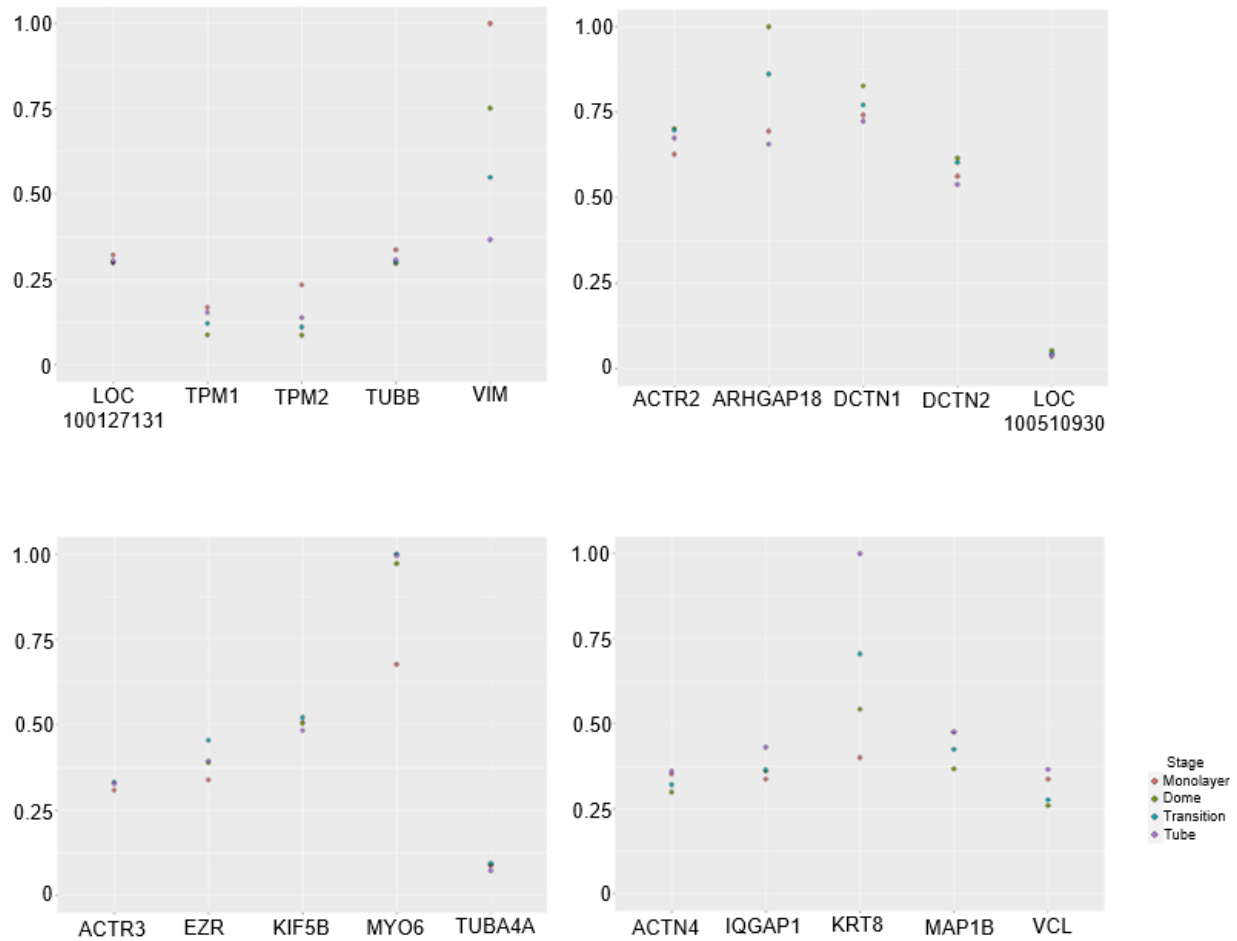 1.00
0.75
0.50
0.25
0
LOC TPM1 TPM2 TUBB VIM
100127131
1.00
0.75
0.50
0.25
0
ACTR2 ARHGAP18 DCTN1 DCTN2 LOC
100510930
1.00
0.75
0.50
0.25
0
ACTR3 EZR KIF5B MYO6 TUBA4A
1.00
0.75
0.50
0.25
0
ACTN4 IQGAP1 KRT8 MAP1B VCL
Stage
Monolayer
Dome
Transition
Tube